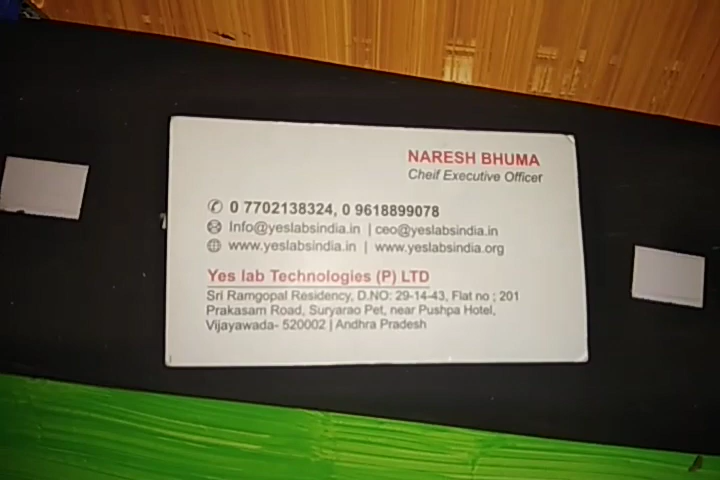 NARESH BHUMA
Cheif Executive Officer
0 7702138324, 0 9618899078
Info@yeslabsindia.in | ceo@yeslabsindia.in
www.yeslabsindia.in | www.yeslabsindia.org
Yes lab Technologies (P) LTD
Sri Ramgopal Residency, D.NO: 29-14-43, Flat no ; 201
Prakasam Road, Suryarao Pet, near Pushpa Hotel,
Vijayawada- 520002 | Andhra Pradesh